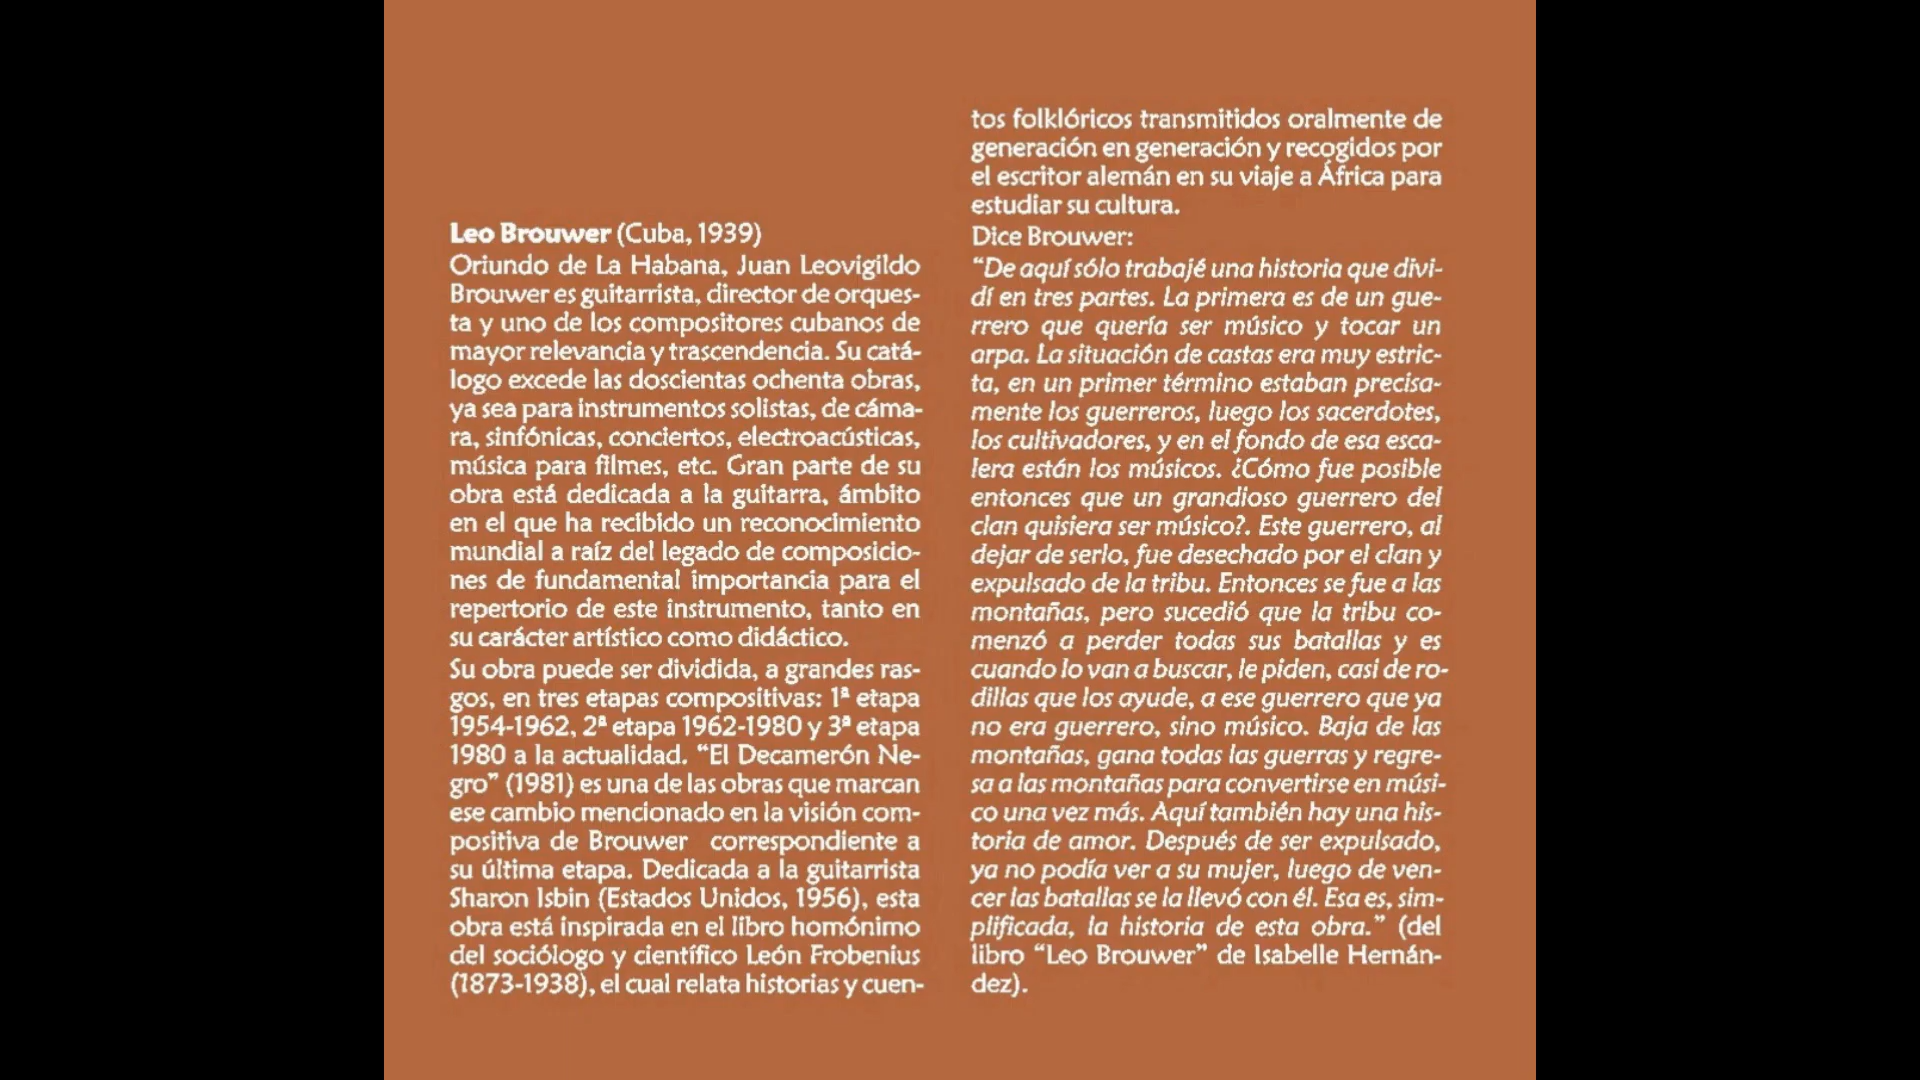 Leo Brouwer (Cuba, 1939)
Oriundo de La Habana, Juan Leovigildo
Brouwer es guitarrista, director de orques-
ta y uno de los compositores cubanos de
mayor relevancia y trascendencia. Su catá-
logo excede las doscientas ochenta obras,
ya sea para instrumentos solistas, de cáma-
ra, sinfónicas, conciertos, electroacústicas,
música para filmes, etc. Gran parte de su
obra está dedicada a la guitarra, ámbito
en el que ha recibido un reconocimiento
mundial a raíz del legado de composicio-
nes de fundamental importancia para el
repertorio de este instrumento, tanto en
su carácter artístico como didáctico.
Su obra puede ser dividida, a grandes ras-
gos, en tres etapas compositivas: 1ª etapa
1954-1962, 2ª etapa 1962-1980 y 3ª etapa
1980 a la actualidad. “El Decamerón Ne-
gro” (1981) es una de las obras que marcan
ese cambio mencionado en la visión com-
positiva de Brouwer correspondiente a
su última etapa. Dedicada a la guitarrista
Sharon Isbin (Estados Unidos, 1956), esta
obra está inspirada en el libro homónimo
del sociólogo y científico León Frobenius
(1873-1938), el cual relata historias y cuen-
tos folklóricos transmitidos oralmente de
generación en generación y recogidos por
el escritor alemán en su viaje a África para
estudiar su cultura.
Dice Brouwer:
“De aquí sólo trabajé una historia que divi-
dí en tres partes. La primera es de un gue-
rrero que quería ser músico y tocar un
arpa. La situación de castas era muy estric-
ta, en un primer término estaban precisa-
mente los guerreros, luego los sacerdotes,
los cultivadores, y en el fondo de esa esca-
lera están los músicos. ¿Cómo fue posible
entonces que un grandioso guerrero del
clan quisiera ser músico?. Este guerrero, al
dejar de serlo, fue desechado por el clan y
expulsado de la tribu. Entonces se fue a las
montañas, pero sucedió que la tribu co-
menzó a perder todas sus batallas y es
cuando lo van a buscar, le piden, casi de ro-
dillas que los ayude, a ese guerrero que ya
no era guerrero, sino músico. Baja de las
montañas, gana todas las guerras y regre-
sa a las montañas para convertirse en músi-
co una vez más. Aquí también hay una his-
toria de amor. Después de ser expulsado,
ya no podía ver a su mujer, luego de ven-
cer las batallas se la llevó con él. Esa es, sim-
plificada, la historia de esta obra.” (del
libro “Leo Brouwer” de Isabelle Hernán-
dez).